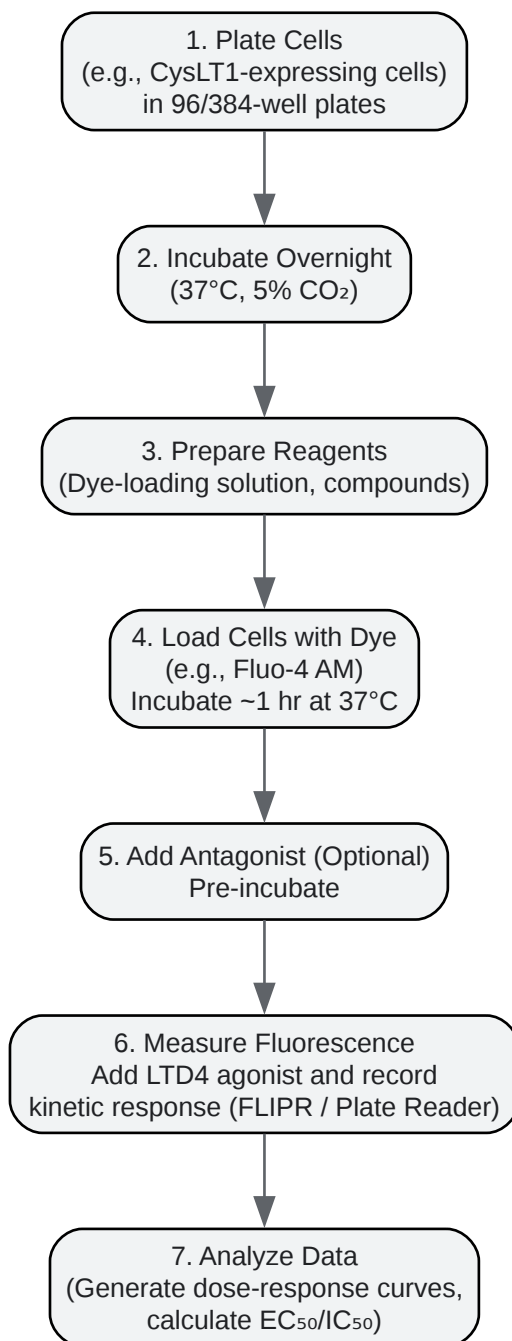 1. Plate Cells
(e.g., CysLT1-expressing cells)
in 96/384-well plates
2. Incubate Overnight
(37°C, 5% CO₂)
3. Prepare Reagents
(Dye-loading solution, compounds)
4. Load Cells with Dye
(e.g., Fluo-4 AM)
Incubate ~1 hr at 37°C
5. Add Antagonist (Optional)
Pre-incubate
6. Measure Fluorescence
Add LTD4 agonist and record
kinetic response (FLIPR / Plate Reader)
7. Analyze Data
(Generate dose-response curves,
calculate EC₅₀/IC₅₀)